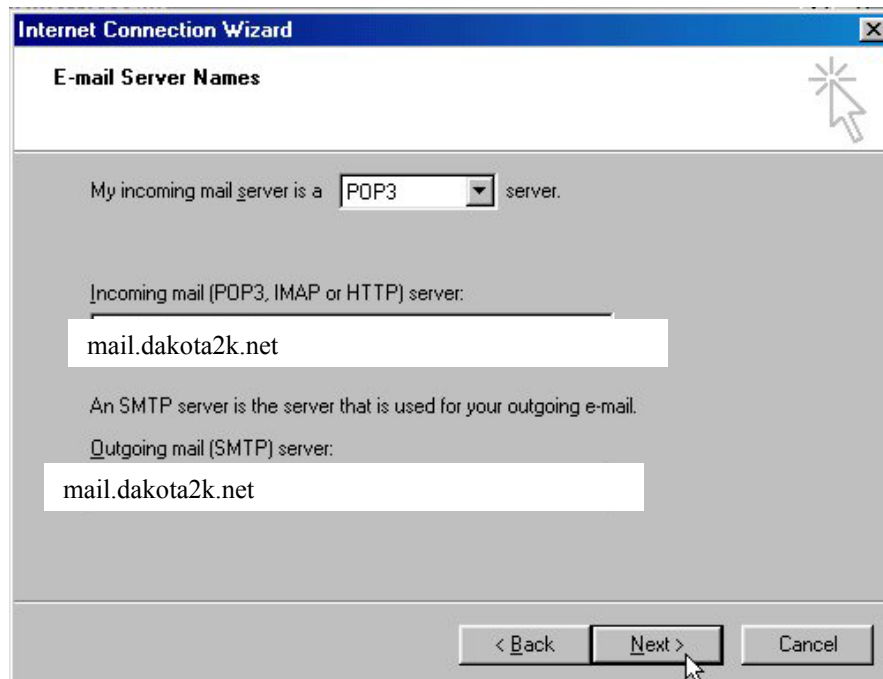 Internet Connection Wizard
E-mail Server Names
My incoming mail server is a POP3 server.
Incoming mail (POP3, IMAP or HTTP) server:
mail.dakota2k.net
An SMTP server is the server that is used for your outgoing e-mail.
Outgoing mail (SMTP) server:
mail.dakota2k.net
< Back Next > Cancel